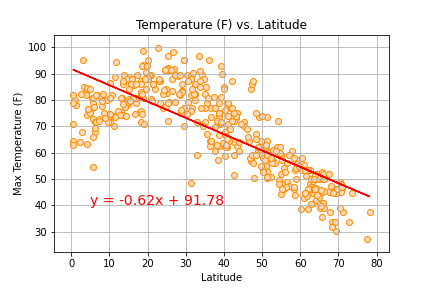 Temperature (F) vs. Latitude
Max Temperature (F)
100
90
80
70
60
50
40
30
y = -0.62x + 91.78
0 10 20 30 40 50 60 70 80
Latitude